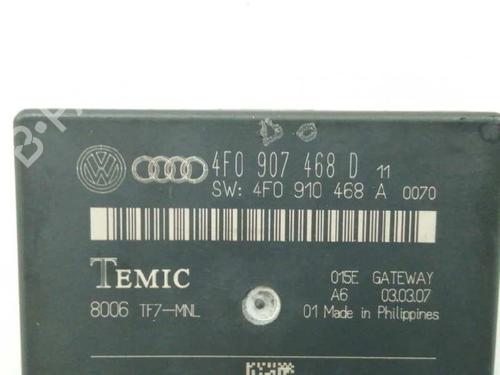 4F0 907 468 D 11
SW: 4F0 910 468 A 0070
TEMIC
015E GATEWAY
8006 TF7-MNL
A6 03.03.07
01 Made in Philippines